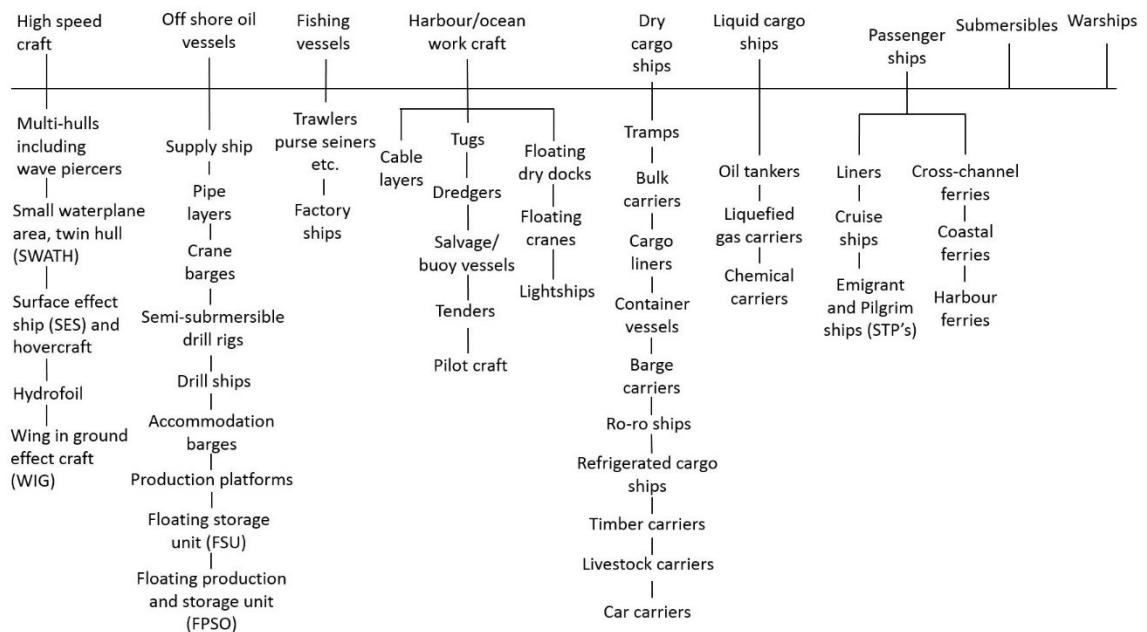 High speed
craft
Off shore oil
vessels
Fishing
vessels
Harbour/ocean
work craft
Dry
cargo
ships
Liquid cargo
ships
Passenger
ships
Submersibles
Warships
Multi-hulls
including
wave piercers
Small waterplane
area, twin hull
(SWATH)
Surface effect
ship (SES) and
hovercraft
Hydrofoil
Wing in ground
effect craft
(WIG)
Supply ship
Pipe
layers
Crane
barges
Semi-subrmersible
drill rigs
Drill ships
Accommodation
barges
Production platforms
Floating storage
unit (FSU)
Floating production
and storage unit
(FPSO)
Trawlers
purse seiners
etc.
Factory
ships
Cable
layers
Tugs
Dredgers
Salvage/
buoy vessels
Tenders
Pilot craft
Floating
dry docks
Floating
cranes
Lightships
Tramps
Bulk
carriers
Cargo
liners
Container
vessels
Barge
carriers
Ro-ro ships
Refrigerated cargo
ships
Timber carriers
Livestock carriers
Car carriers
Oil tankers
Liquefied
gas carriers
Chemical
carriers
Liners
Cruise
ships
Emigrant
and Pilgrim
ships (STP's)
Cross-channel
ferries
Coastal
ferries
Harbour
ferries